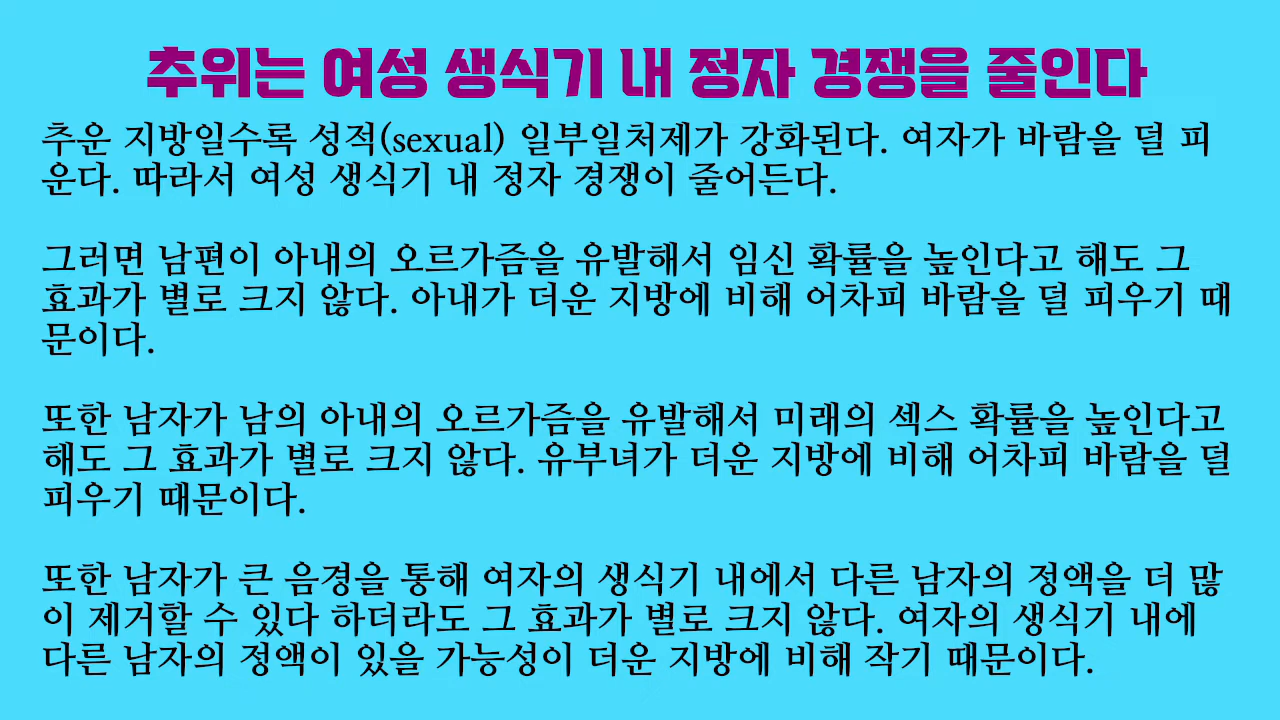 추위는 여성 생식기 내 정자 경쟁을 줄인다
추운 지방일수록 성적(sexual) 일부일처제가 강화된다. 여자가 바람을 덜 피
운다. 따라서 여성 생식기 내 정자 경쟁이 줄어든다.
그러면 남편이 아내의 오르가즘을 유발해서 임신 확률을 높인다고 해도 그
효과가 별로 크지 않다. 아내가 더운 지방에 비해 어차피 바람을 덜 피우기 때
문이다.
또한 남자가 남의 아내의 오르가즘을 유발해서 미래의 섹스 확률을 높인다고
해도 그 효과가 별로 크지 않다. 유부녀가 더운 지방에 비해 어차피 바람을 덜
피우기 때문이다.
또한 남자가 큰 음경을 통해 여자의 생식기 내에서 다른 남자의 정액을 더 많
이 제거할 수 있다 하더라도 그 효과가 별로 크지 않다. 여자의 생식기 내에
다른 남자의 정액이 있을 가능성이 더운 지방에 비해 작기 때문이다.